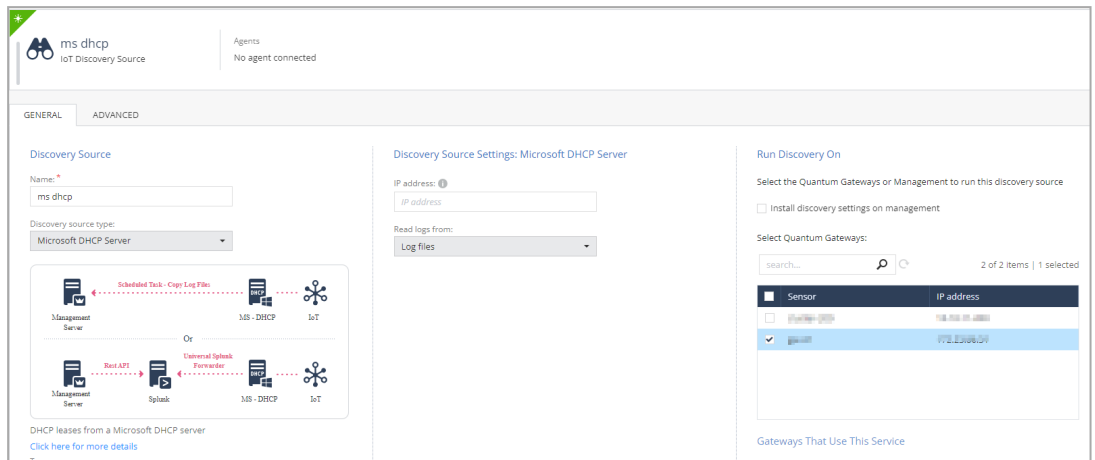 ms dhcp
IoT Discovery Source
Agents
No agent connected
GENERAL
ADVANCED
Discovery Source
Name: *
ms dhcp
Discovery source type:
Microsoft DHCP Server
Scheduled Task - Copy Log Files
DHCP
Management
Server
MS - DHCP
IoT
Or
Rest API
Universal Splunk
Forwarder
DHCP
Management
Server
Splunk
MS - DHCP
IoT
DHCP leases from a Microsoft DHCP server
Click here for more details
Discovery Source Settings: Microsoft DHCP Server
IP address:
IP address
Read logs from:
Log files
Run Discovery On
Select the Quantum Gateways or Management to run this discovery source
Install discovery settings on management
Select Quantum Gateways:
search...
2 of 2 items | 1 selected
Sensor
IP address
Gateways That Use This Service